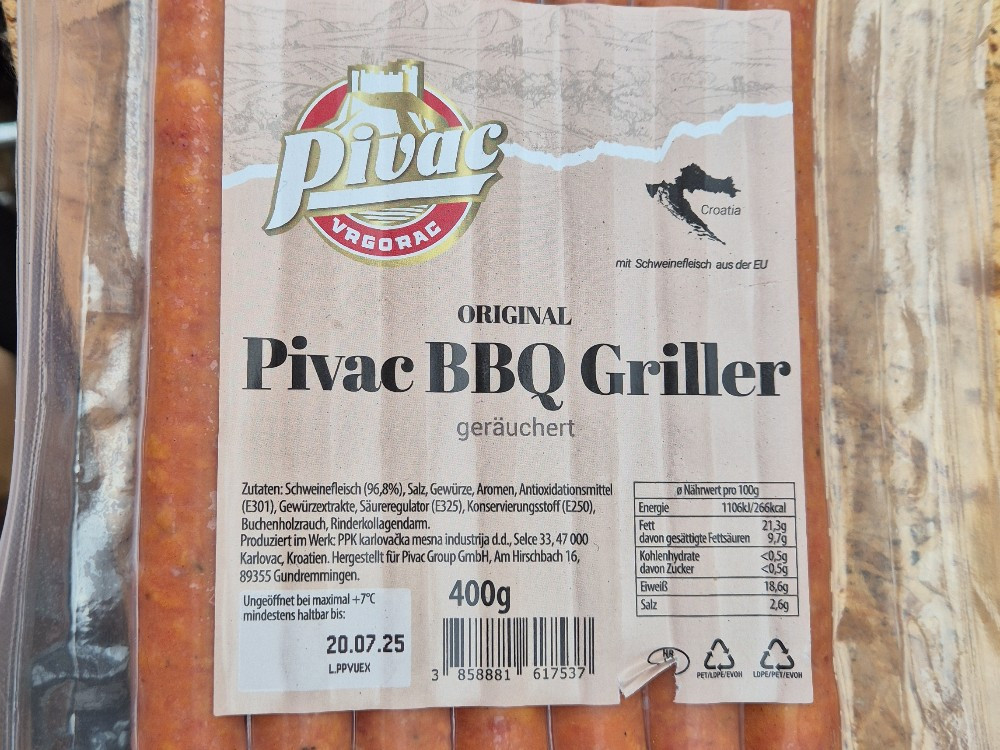 Pivac
VRGORAC
Croatia
mit Schweinefleisch aus der EU
ORIGINAL
Pivac BBQ Griller
geräuchert
Zutaten: Schweinefleisch (96,8%), Salz, Gewürze, Aromen, Antioxidationsmittel
(E301), Gewürzextrakte, Säureregulator (E325), Konservierungsstoff (E250),
Buchenholzrauch, Rinderkollagendarm.
Produziert im Werk: PPK karlovačka mesna industrija d.d., Selce 33, 47 000
Karlovac, Kroatien. Hergestellt für Pivac Group GmbH, Am Hirschbach 16,
89355 Gundremmingen.
Ungeöffnet bei maximal +7°C
mindestens haltbar bis:
20.07.25
L.PPVUEX
400g
3 858881 617537
ø Nährwert pro 100g
Energie 1106kJ/266kcal
Fett 21,3g
davon gesättigte Fettsäuren 9,7g
Kohlenhydrate <0,5g
davon Zucker <0,5g
Eiweiß 18,6g
Salz 2,6g
HR
PET/LDPE/EVOH LDPE/PET/EVOH